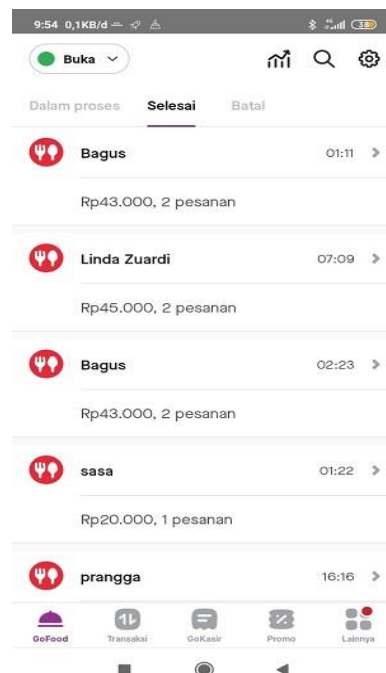 9:54 0,1KB/d
38
Buka
Dalam proses Selesai Batal
Bagus 01:11
Rp43.000, 2 pesanan
Linda Zuardi 07:09
Rp45.000, 2 pesanan
Bagus 02:23
Rp43.000, 2 pesanan
sasa 01:22
Rp20.000, 1 pesanan
prangga 16:16
GoFood Transaksi GoKasir Promo Lainnya